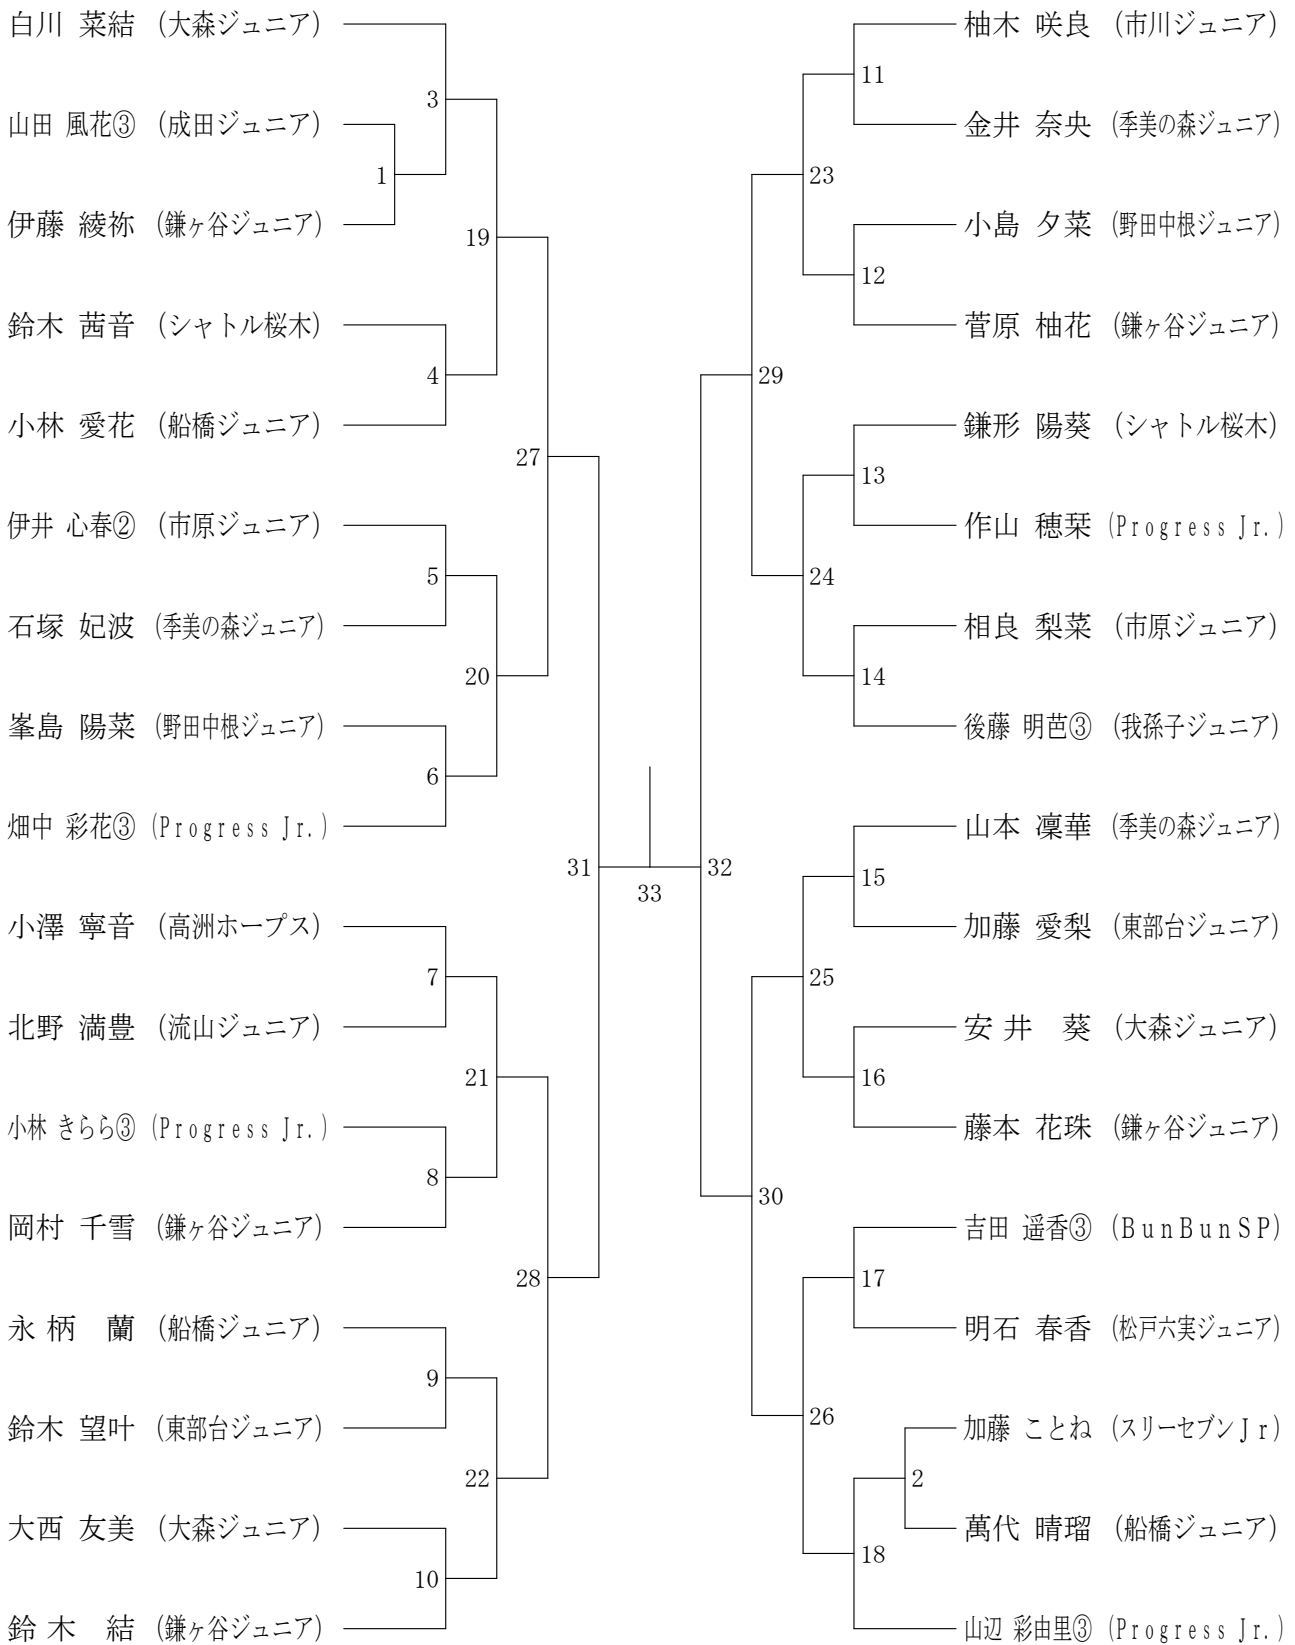 白川 菜結 (大森ジュニア)
3
山田 風花③ (成田ジュニア)
1
伊藤 綾祢 (鎌ヶ谷ジュニア)
19
鈴木 茜音 (シャトル桜木)
4
小林 愛花 (船橋ジュニア)
27
伊井 心春② (市原ジュニア)
5
石塚 妃波 (季美の森ジュニア)
20
峯島 陽菜 (野田中根ジュニア)
6
畑中 彩花③ (Progress Jr.)
31
小澤 寧音 (高洲ホープス)
7
北野 満豊 (流山ジュニア)
21
小林 きらら③ (Progress Jr.)
8
岡村 千雪 (鎌ヶ谷ジュニア)
28
永柄 蘭 (船橋ジュニア)
9
鈴木 望叶 (東部台ジュニア)
22
大西 友美 (大森ジュニア)
10
鈴木 結 (鎌ヶ谷ジュニア)
33
柚木 咲良 (市川ジュニア)
11
金井 奈央 (季美の森ジュニア)
23
小島 夕菜 (野田中根ジュニア)
12
菅原 柚花 (鎌ヶ谷ジュニア)
29
鎌形 陽葵 (シャトル桜木)
13
作山 穂栞 (Progress Jr.)
24
相良 梨菜 (市原ジュニア)
14
後藤 明芭③ (我孫子ジュニア)
山本 凜華 (季美の森ジュニア)
32
15
加藤 愛梨 (東部台ジュニア)
25
安井 葵 (大森ジュニア)
16
藤本 花珠 (鎌ヶ谷ジュニア)
30
吉田 遥香③ (BunBunSP)
17
明石 春香 (松戸六実ジュニア)
26
加藤 ことね (スリーセブンJr)
2
萬代 晴瑠 (船橋ジュニア)
18
山辺 彩由里③ (Progress Jr.)